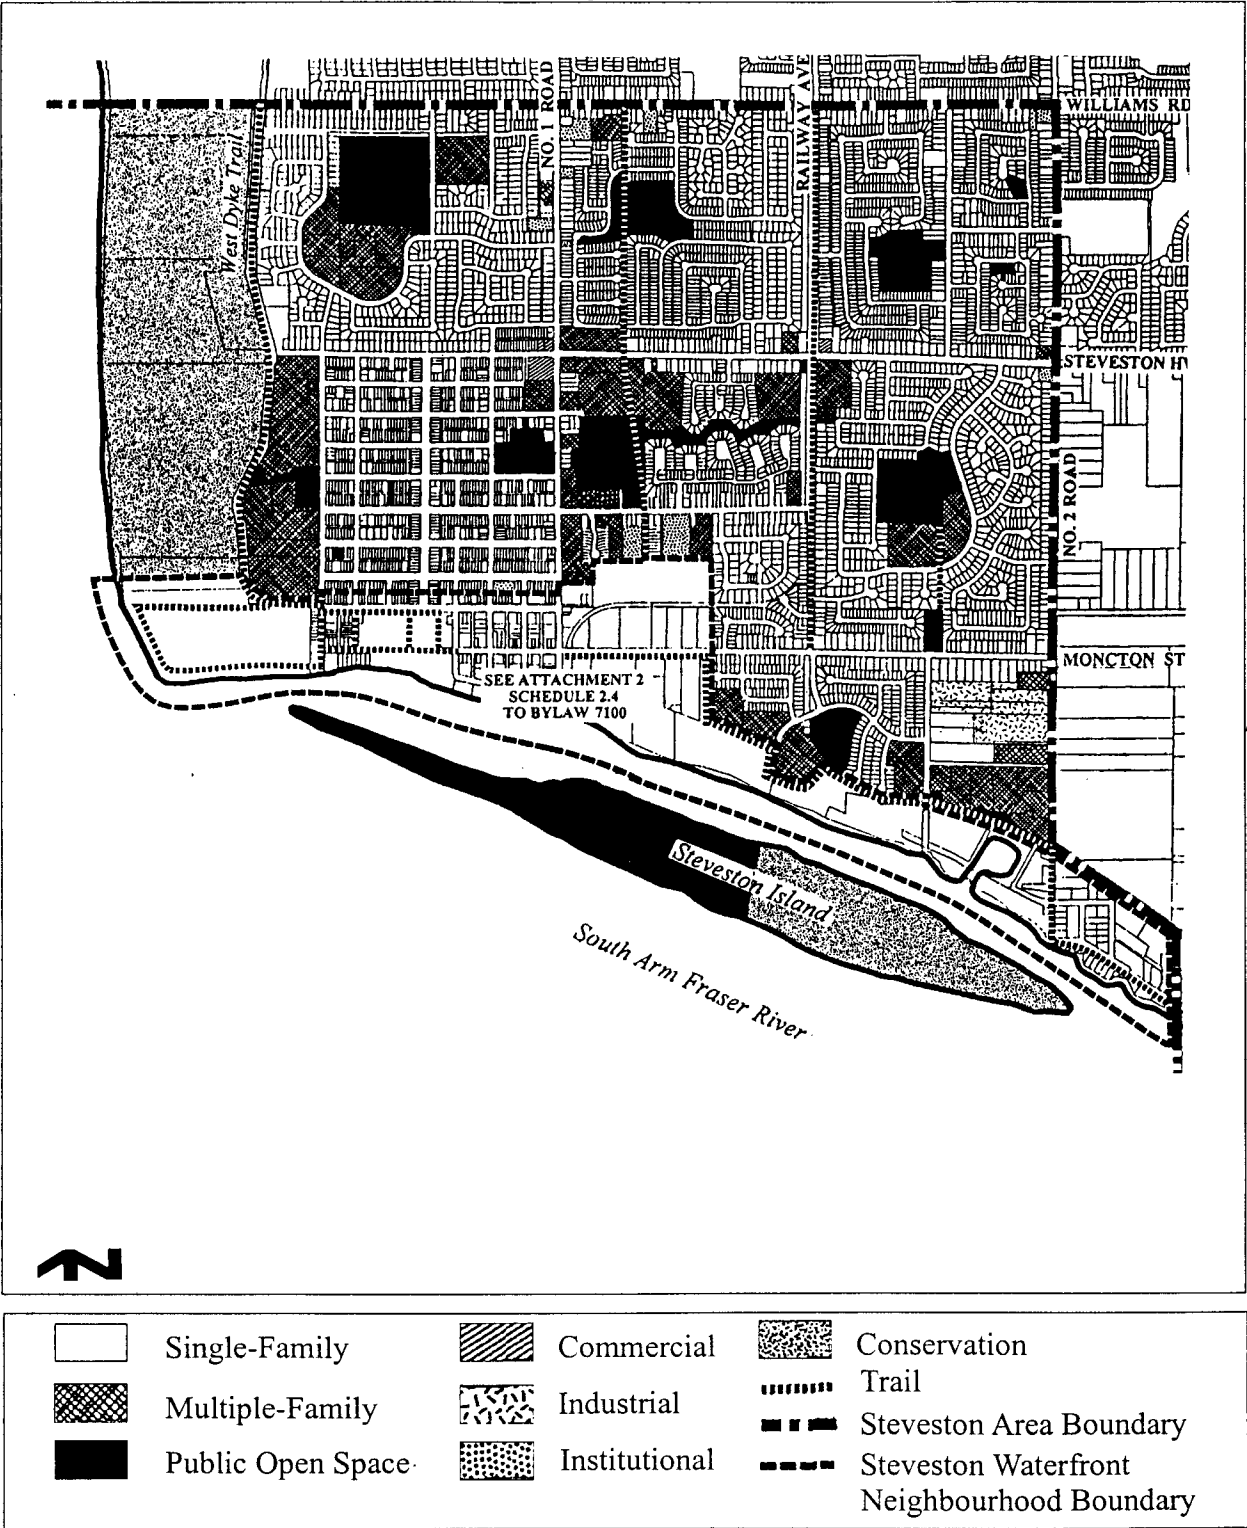 NO. 1 ROAD
RAILWAY AVE
WILLIAMS RD
West Dyke Trail
STEVESTON H
NO. 2 ROAD
MONCTON ST
SEE ATTACHMENT 2
SCHEDULE 2.4
TO BYLAW 7100
Steveston Island
South Arm Fraser River
N
Single-Family
Multiple-Family
Public Open Space
Commercial
Industrial
Institutional
Conservation
Trail
Steveston Area Boundary
Steveston Waterfront
Neighbourhood Boundary